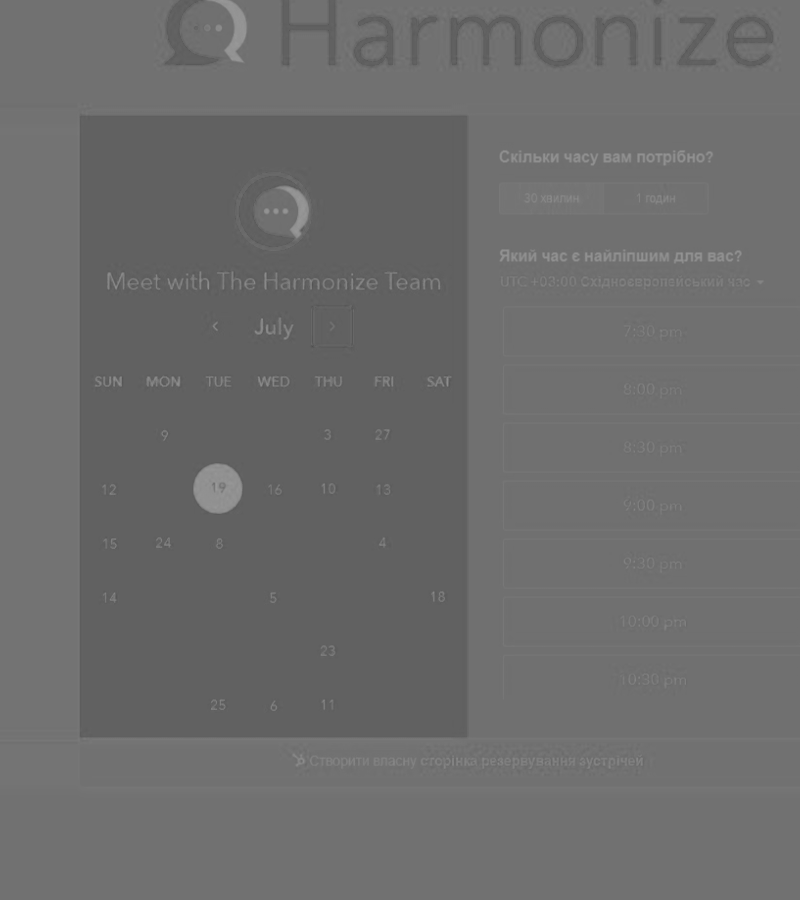 Harmonize
Meet with The Harmonize Team
July
SUN MON TUE WED THU FRI SAT
9 3 27
12 19 16 10 13
15 24 8 4
14 5 18
23
25 6 11
Скільки часу вам потрібно?
30 хвилин 1 годин
Який час є найліпшим для вас?
UTC +03:00 Східноєвропейський час
7:30 pm
8:00 pm
8:30 pm
9:00 pm
9:30 pm
10:00 pm
10:30 pm
Створити власну сторінка резервування зустрічей